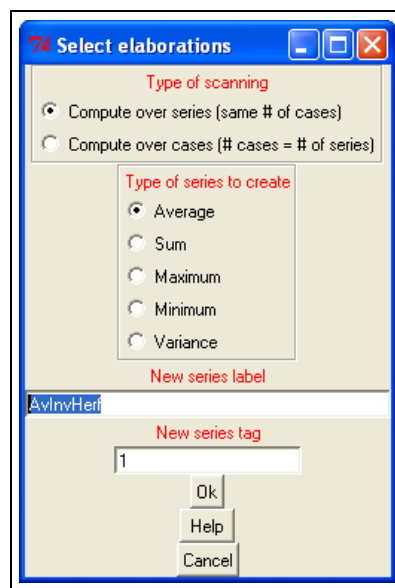 Select elaborations
Type of scanning
Compute over series (same # of cases)
Compute over cases (# cases = # of series)
Type of series to create
Average
Sum
Maximum
Minimum
Variance
New series label
AvInvHerf
New series tag
1
Ok
Help
Cancel